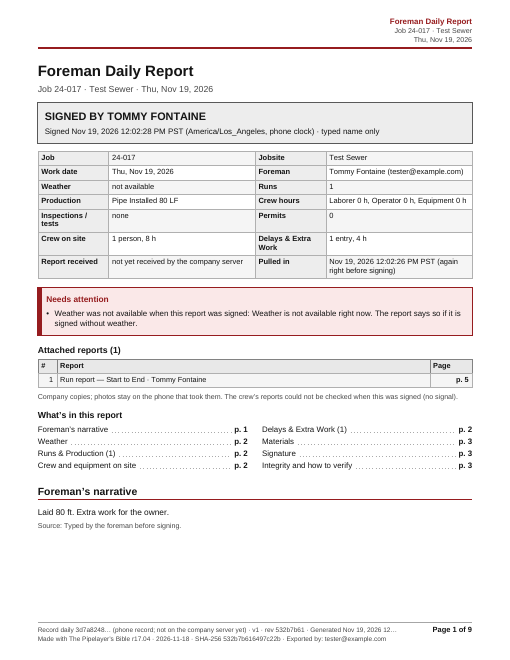 Foreman Daily Report
Job 24-017 · Test Sewer
Thu, Nov 19, 2026
Foreman Daily Report
Job 24-017 · Test Sewer · Thu, Nov 19, 2026
SIGNED BY TOMMY FONTAINE
Signed Nov 19, 2026 12:02:28 PM PST (America/Los_Angeles, phone clock) · typed name only
Job 24-017 Jobsite Test Sewer
Work date Thu, Nov 19, 2026 Foreman Tommy Fontaine (tester@example.com)
Weather not available Runs 1
Production Pipe Installed 80 LF Crew hours Laborer 0 h, Operator 0 h, Equipment 0 h
Inspections / tests none Permits 0
Crew on site 1 person, 8 h Delays & Extra Work 1 entry, 4 h
Report received not yet received by the company server Pulled in Nov 19, 2026 12:02:26 PM PST (again right before signing)
Needs attention
• Weather was not available when this report was signed: Weather is not available right now. The report says so if it is
signed without weather.
Attached reports (1)
# Report Page
1 Run report — Start to End · Tommy Fontaine p. 5
Company copies; photos stay on the phone that took them. The crew's reports could not be checked when this was signed (no signal).
What's in this report
Foreman's narrative p. 1
Weather p. 2
Runs & Production (1) p. 2
Crew and equipment on site p. 2
Delays & Extra Work (1) p. 2
Materials p. 3
Signature p. 3
Integrity and how to verify p. 3
Foreman's narrative
Laid 80 ft. Extra work for the owner.
Source: Typed by the foreman before signing.
Record daily 3d7a8248... (phone record; not on the company server yet) · v1 · rev 532b7b61 · Generated Nov 19, 2026 12... Page 1 of 9
Made with The Pipelayer's Bible r17.04 · 2026-11-18 · SHA-256 532b7b616497c22b · Exported by: tester@example.com